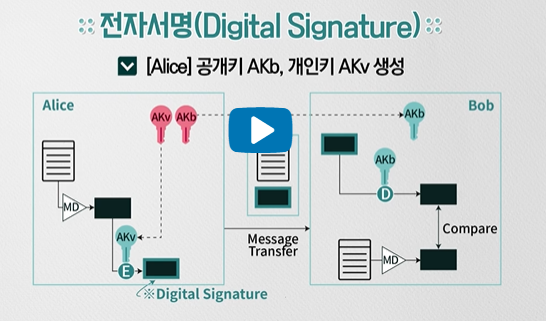 전자서명(Digital Signature)
[Alice] 공개키 AKb, 개인키 AKv 생성
Alice
AKv
AKb
AKb
Bob
AKb
MD
AKv
D
E
Compare
Message
Transfer
MD
※Digital Signature